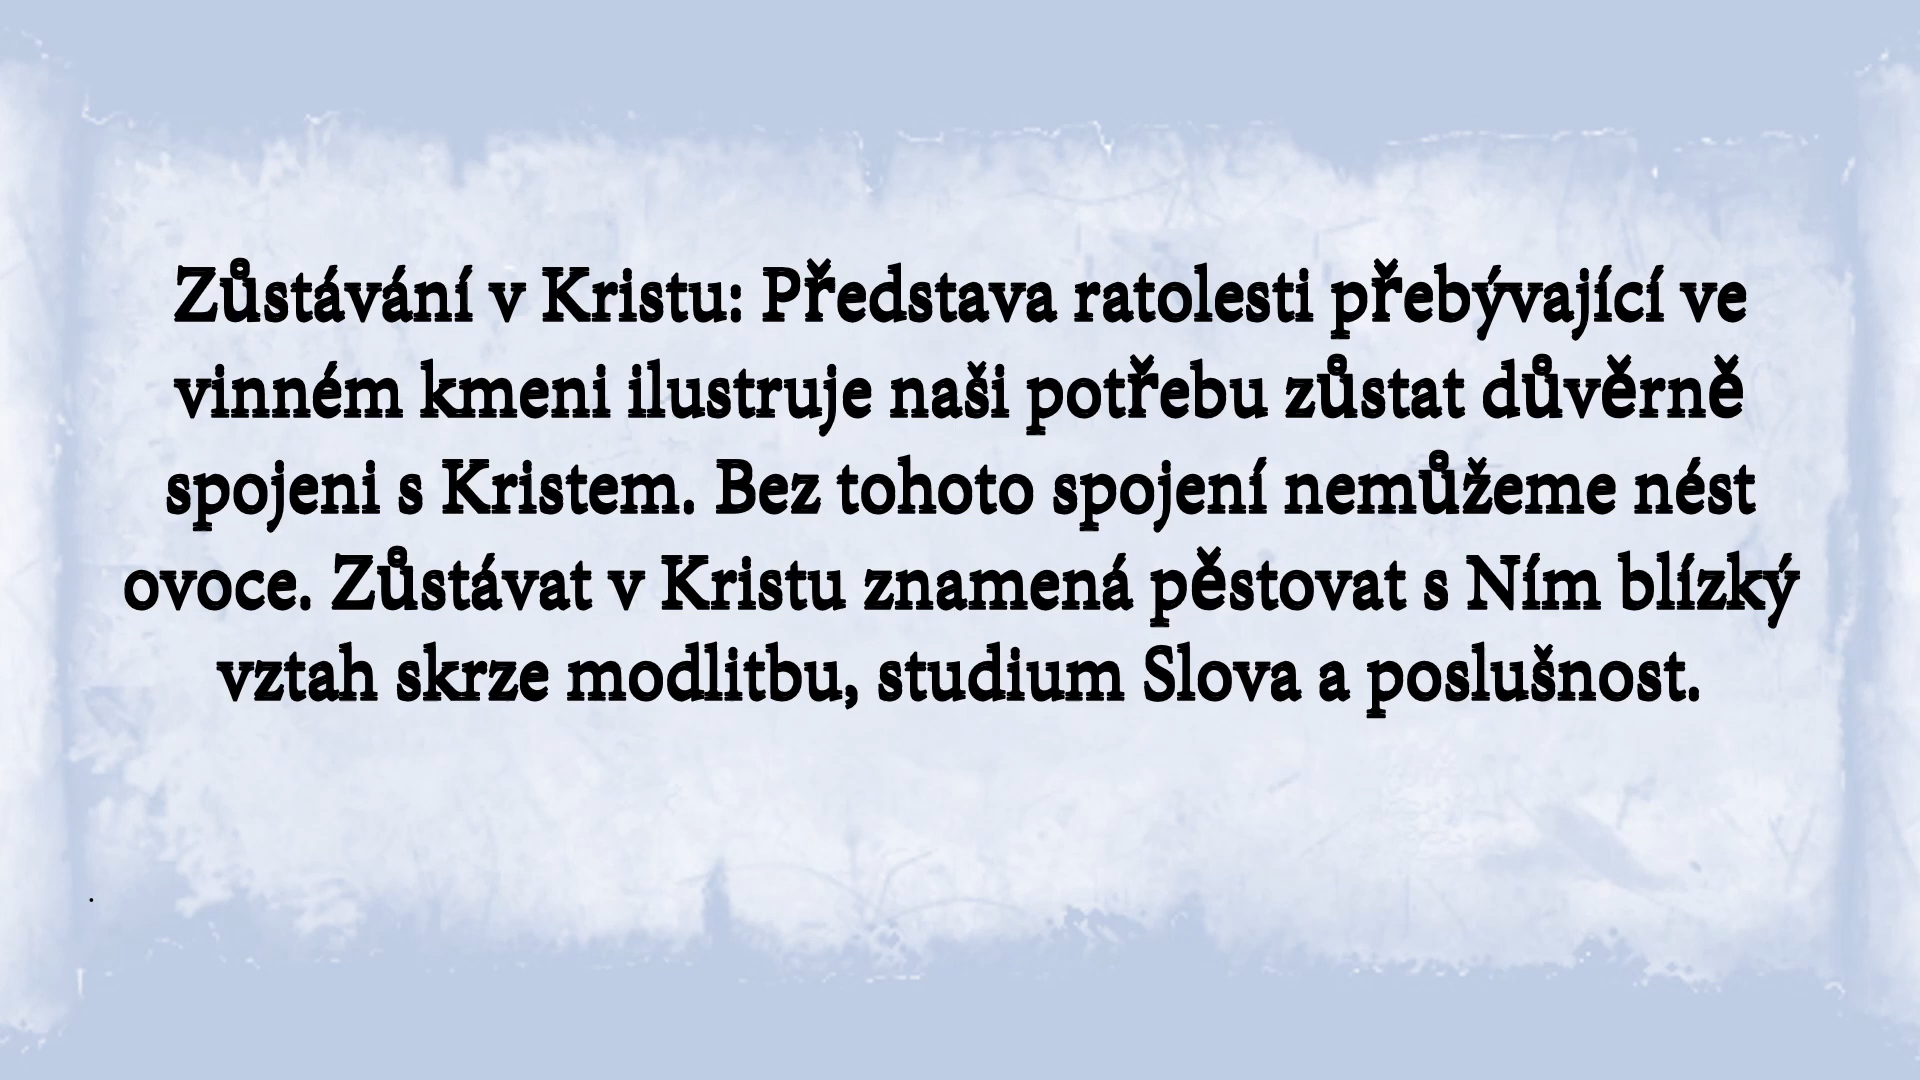 Zůstávání v Kristu: Představa ratolesti přebývající ve
vinném kmeni ilustruje naši potřebu zůstat důvěrně
spojeni s Kristem. Bez tohoto spojení nemůžeme nést
ovoce. Zůstávat v Kristu znamená pěstovat s Ním blízký
vztah skrze modlitbu, studium Slova a poslušnost.
.